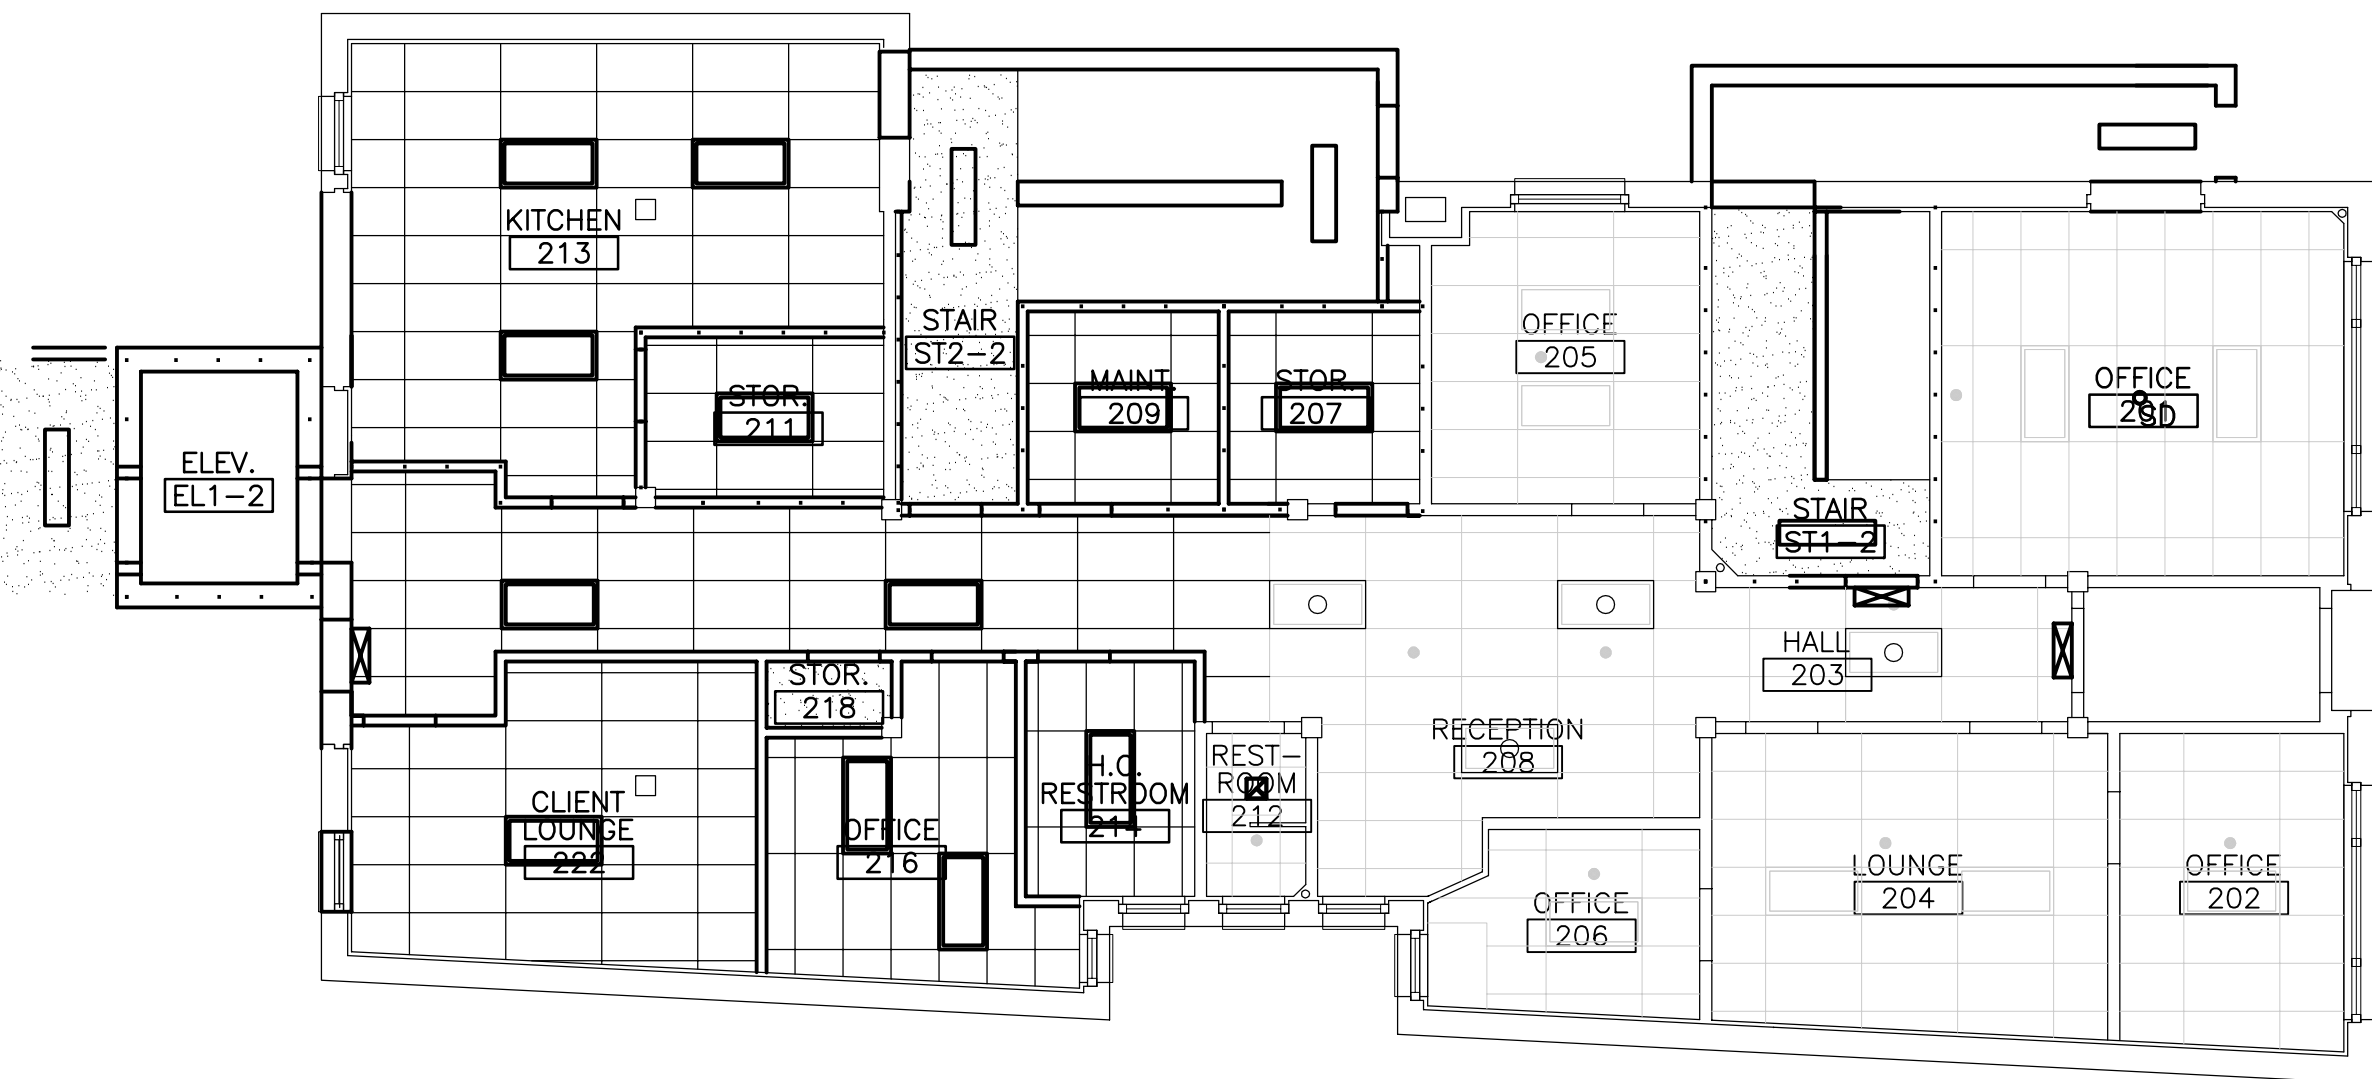 KITCHEN
213
STAIR
ST2-2
OFFICE
205
OFFICE
201
SD
MAINT.
209
STOR.
207
STOR.
211
ELEV.
EL1-2
STAIR
ST1-2
HALL
203
STOR.
218
RECEPTION
208
REST-
ROOM
212
H.C.
RESTROOM
214
CLIENT
LOUNGE
222
OFFICE
216
OFFICE
206
LOUNGE
204
OFFICE
202